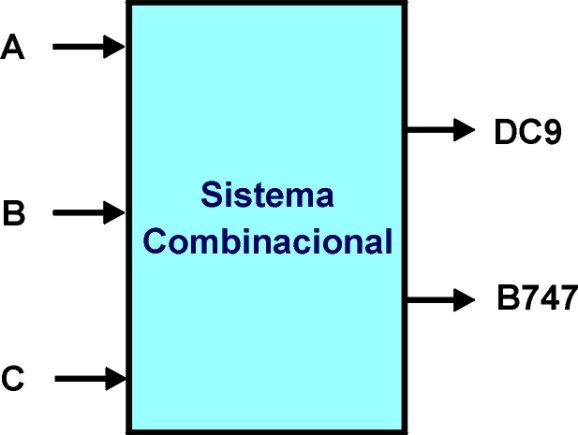 A
DC9
Sistema
B
Combinacional
B747
C